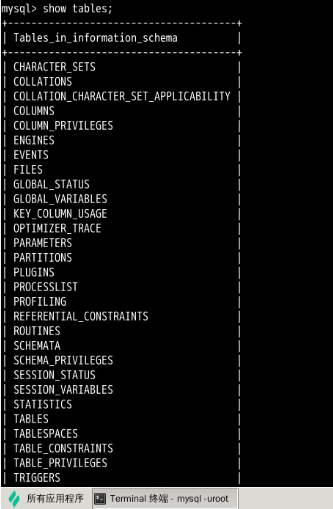 mysql> show tables;
+---------------------------------------+
| Tables_in_information_schema |
+---------------------------------------+
| CHARACTER_SETS |
| COLLATIONS |
| COLLATION_CHARACTER_SET_APPLICABILITY |
| COLUMNS |
| COLUMN_PRIVILEGES |
| ENGINES |
| EVENTS |
| FILES |
| GLOBAL_STATUS |
| GLOBAL_VARIABLES |
| KEY_COLUMN_USAGE |
| OPTIMIZER_TRACE |
| PARAMETERS |
| PARTITIONS |
| PLUGINS |
| PROCESSLIST |
| PROFILING |
| REFERENTIAL_CONSTRAINTS |
| ROUTINES |
| SCHEMATA |
| SCHEMA_PRIVILEGES |
| SESSION_STATUS |
| SESSION_VARIABLES |
| STATISTICS |
| TABLES |
| TABLESPACES |
| TABLE_CONSTRAINTS |
| TABLE_PRIVILEGES |
| TRIGGERS |
所有应用程序 Terminal 终端 - mysql -uroot